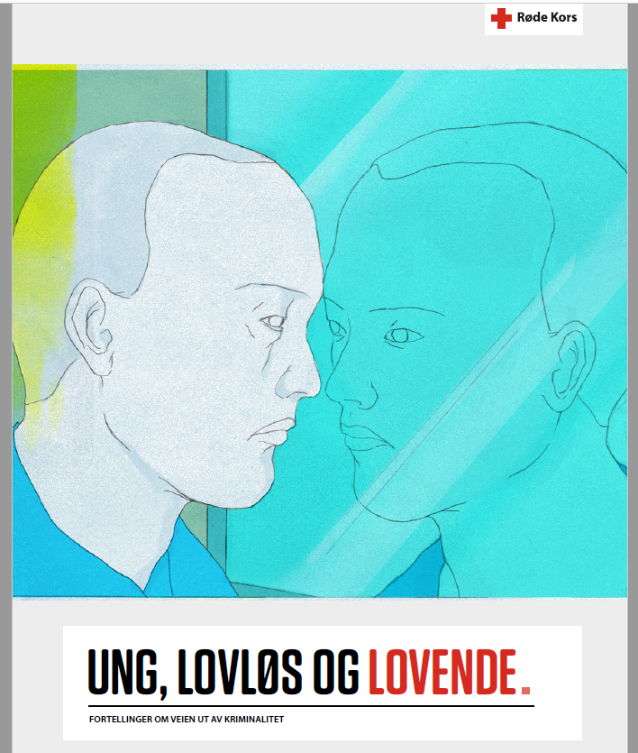 Røde Kors
UNG, LOVLØS OG LOVENDE.
FORTELLINGER OM VEIEN UT AV KRIMINALITET